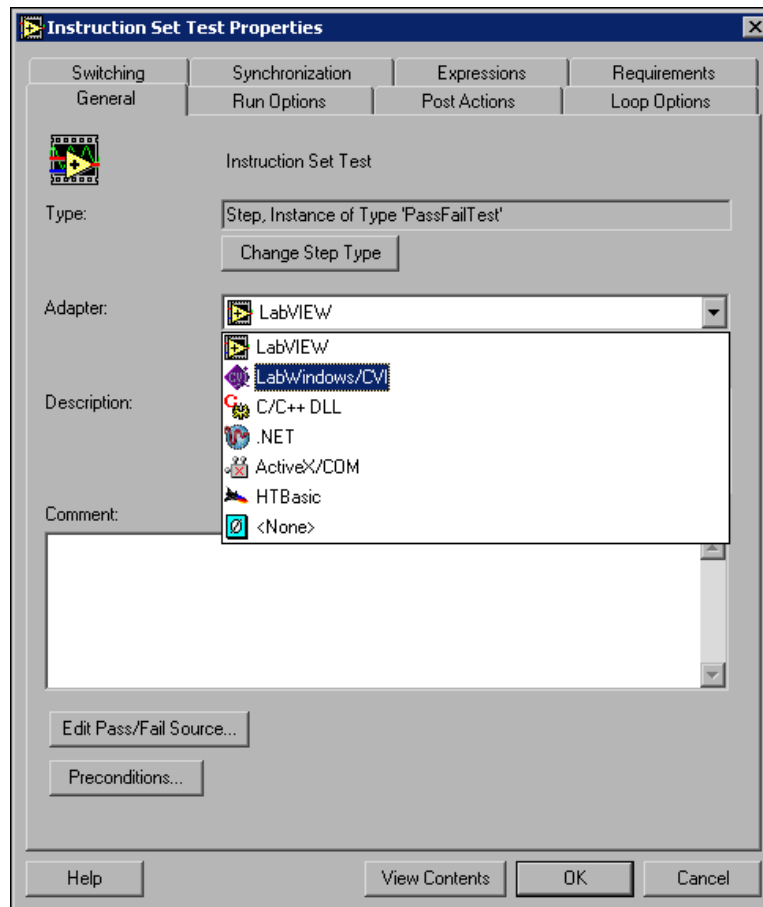 Instruction Set Test Properties
Switching Synchronization Expressions Requirements
General Run Options Post Actions Loop Options
Instruction Set Test
Type: Step, Instance of Type 'PassFailTest'
Change Step Type
Adapter: LabVIEW
LabVIEW
LabWindows/CVI
Description: C/C++ DLL
.NET
ActiveX/COM
HTBasic
Comment: <None>
Edit Pass/Fail Source...
Preconditions...
Help View Contents OK Cancel